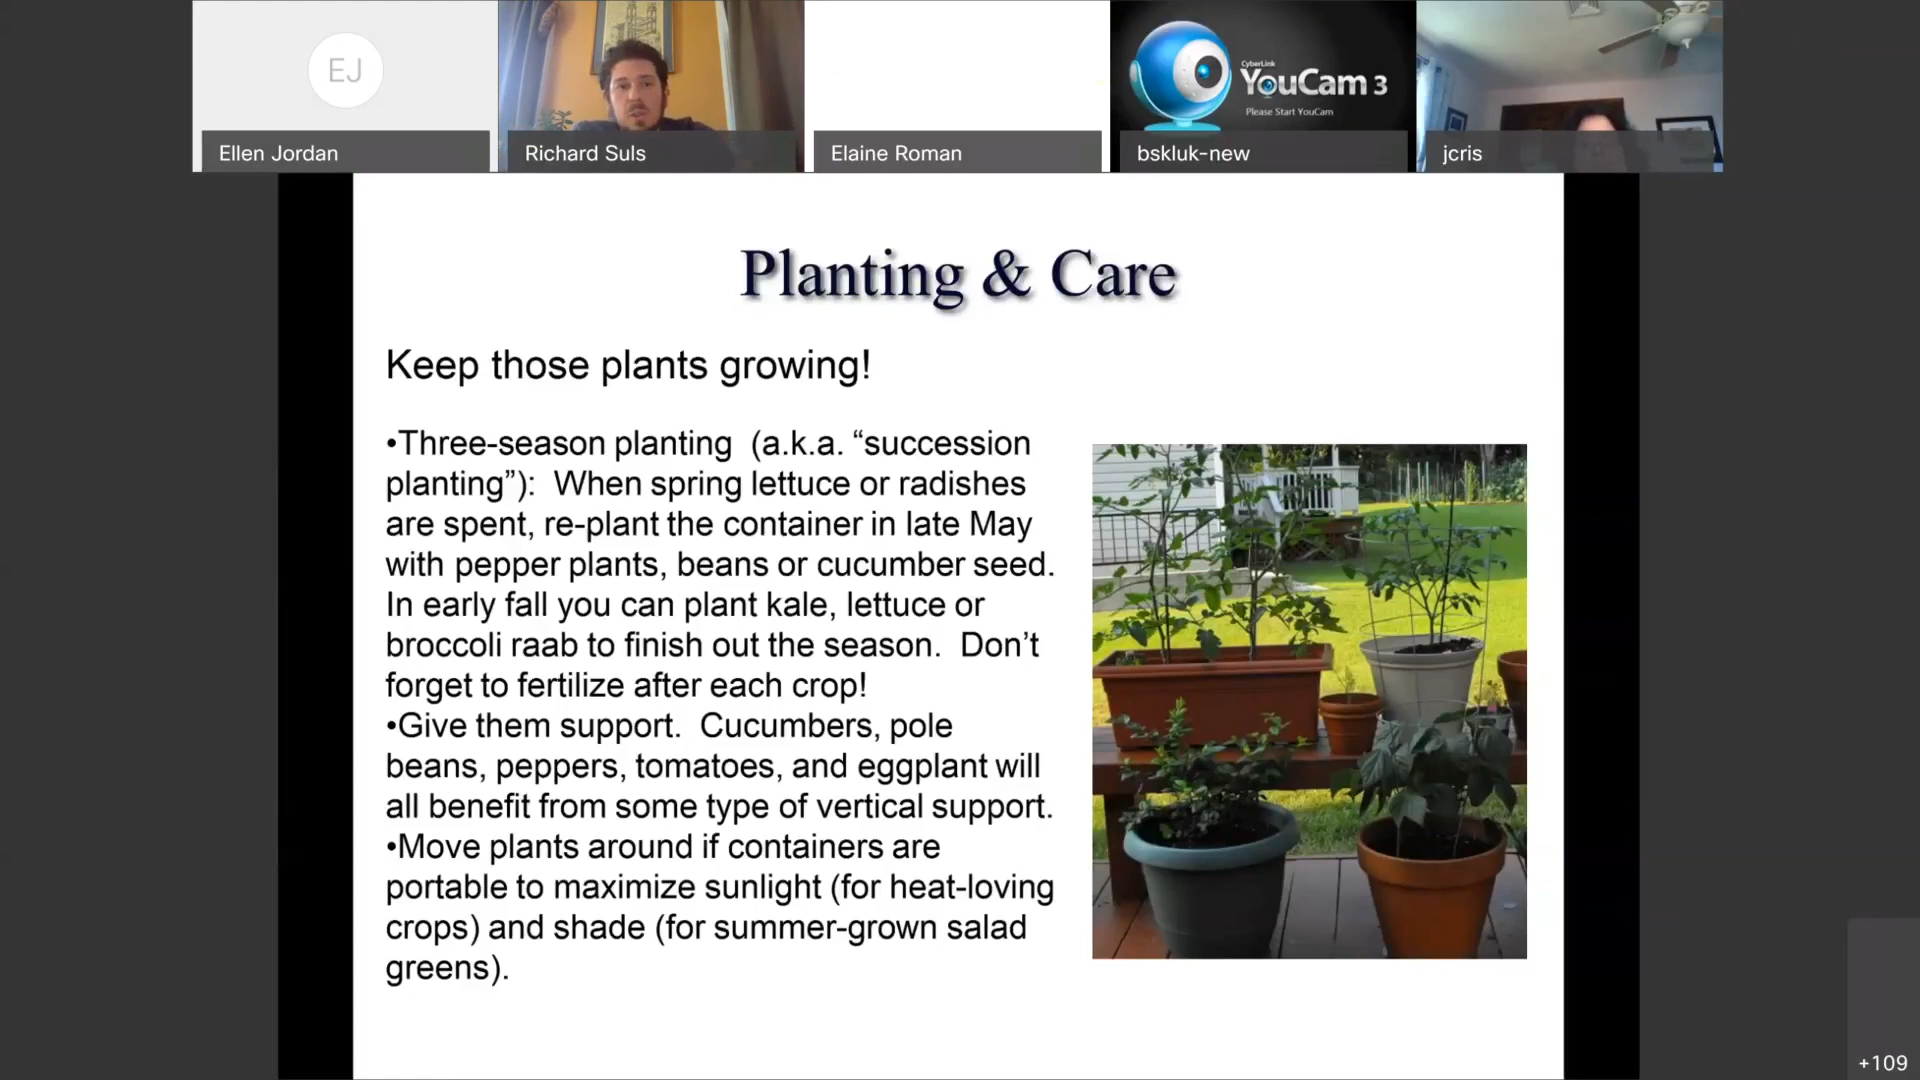 EJ
Ellen Jordan
Richard Suls
Elaine Roman
CyberLink
YouCam 3
Please Start YouCam
bskluk-new
jcris
Planting & Care
Keep those plants growing!
•Three-season planting (a.k.a. “succession
planting”): When spring lettuce or radishes
are spent, re-plant the container in late May
with pepper plants, beans or cucumber seed.
In early fall you can plant kale, lettuce or
broccoli raab to finish out the season. Don’t
forget to fertilize after each crop!
•Give them support. Cucumbers, pole
beans, peppers, tomatoes, and eggplant will
all benefit from some type of vertical support.
•Move plants around if containers are
portable to maximize sunlight (for heat-loving
crops) and shade (for summer-grown salad
greens).
+109